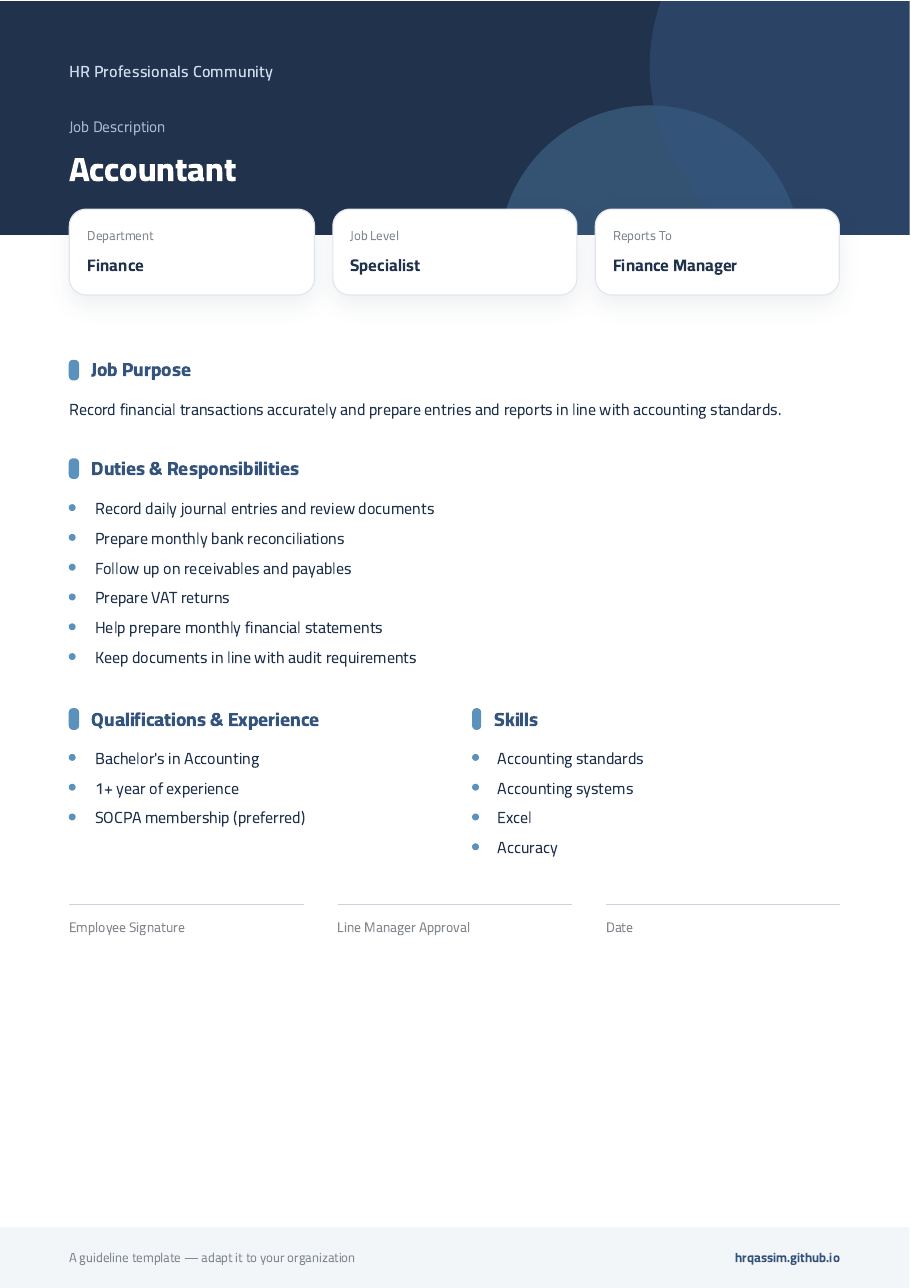 HR Professionals Community
Job Description
Accountant
Department
Finance
Job Level
Specialist
Reports To
Finance Manager
Job Purpose
Record financial transactions accurately and prepare entries and reports in line with accounting standards.
Duties & Responsibilities
Record daily journal entries and review documents
Prepare monthly bank reconciliations
Follow up on receivables and payables
Prepare VAT returns
Help prepare monthly financial statements
Keep documents in line with audit requirements
Qualifications & Experience
Bachelor's in Accounting
1+ year of experience
SOCPA membership (preferred)
Skills
Accounting standards
Accounting systems
Excel
Accuracy
Employee Signature
Line Manager Approval
Date
A guideline template — adapt it to your organization
hrqassim.github.io